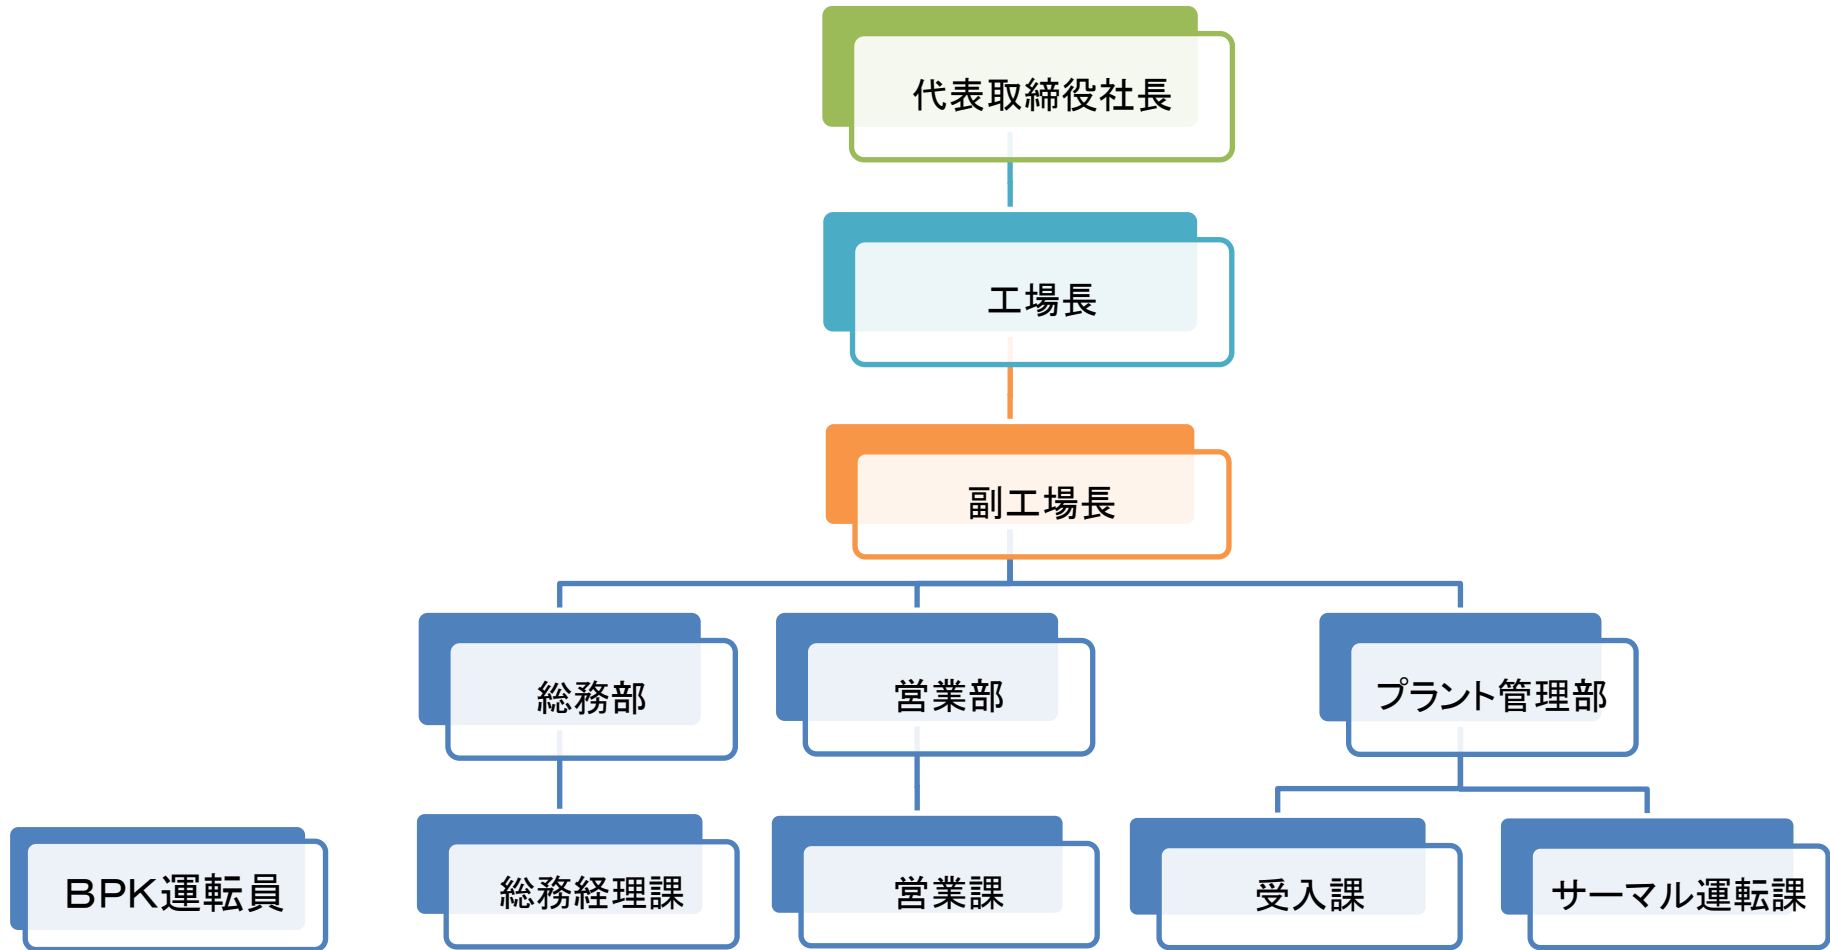 代表取締役社長
工場長
副工場長
総務部
営業部
プラント管理部
BPK運転員
総務経理課
営業課
受入課
サーマル運転課